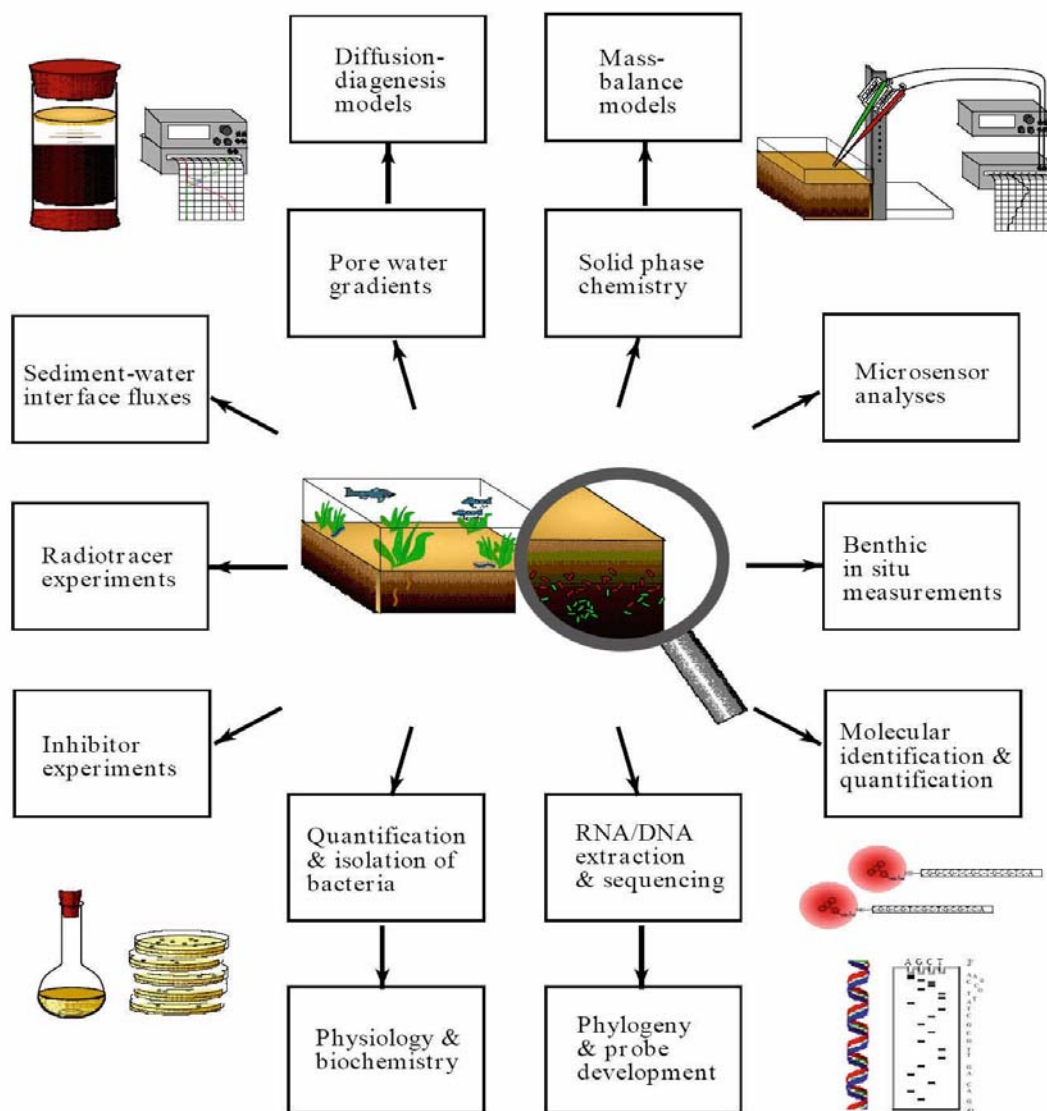 Diffusion-
diagenesis
models
Mass-
balance
models
Pore water
gradients
Solid phase
chemistry
Sediment-water
interface fluxes
Microsensor
analyses
Radiotracer
experiments
Benthic
in situ
measurements
Inhibitor
experiments
Molecular
identification &
quantification
Quantification
& isolation of
bacteria
RNA/DNA
extraction
& sequencing
Physiology &
biochemistry
Phylogeny
& probe
development
A G C T